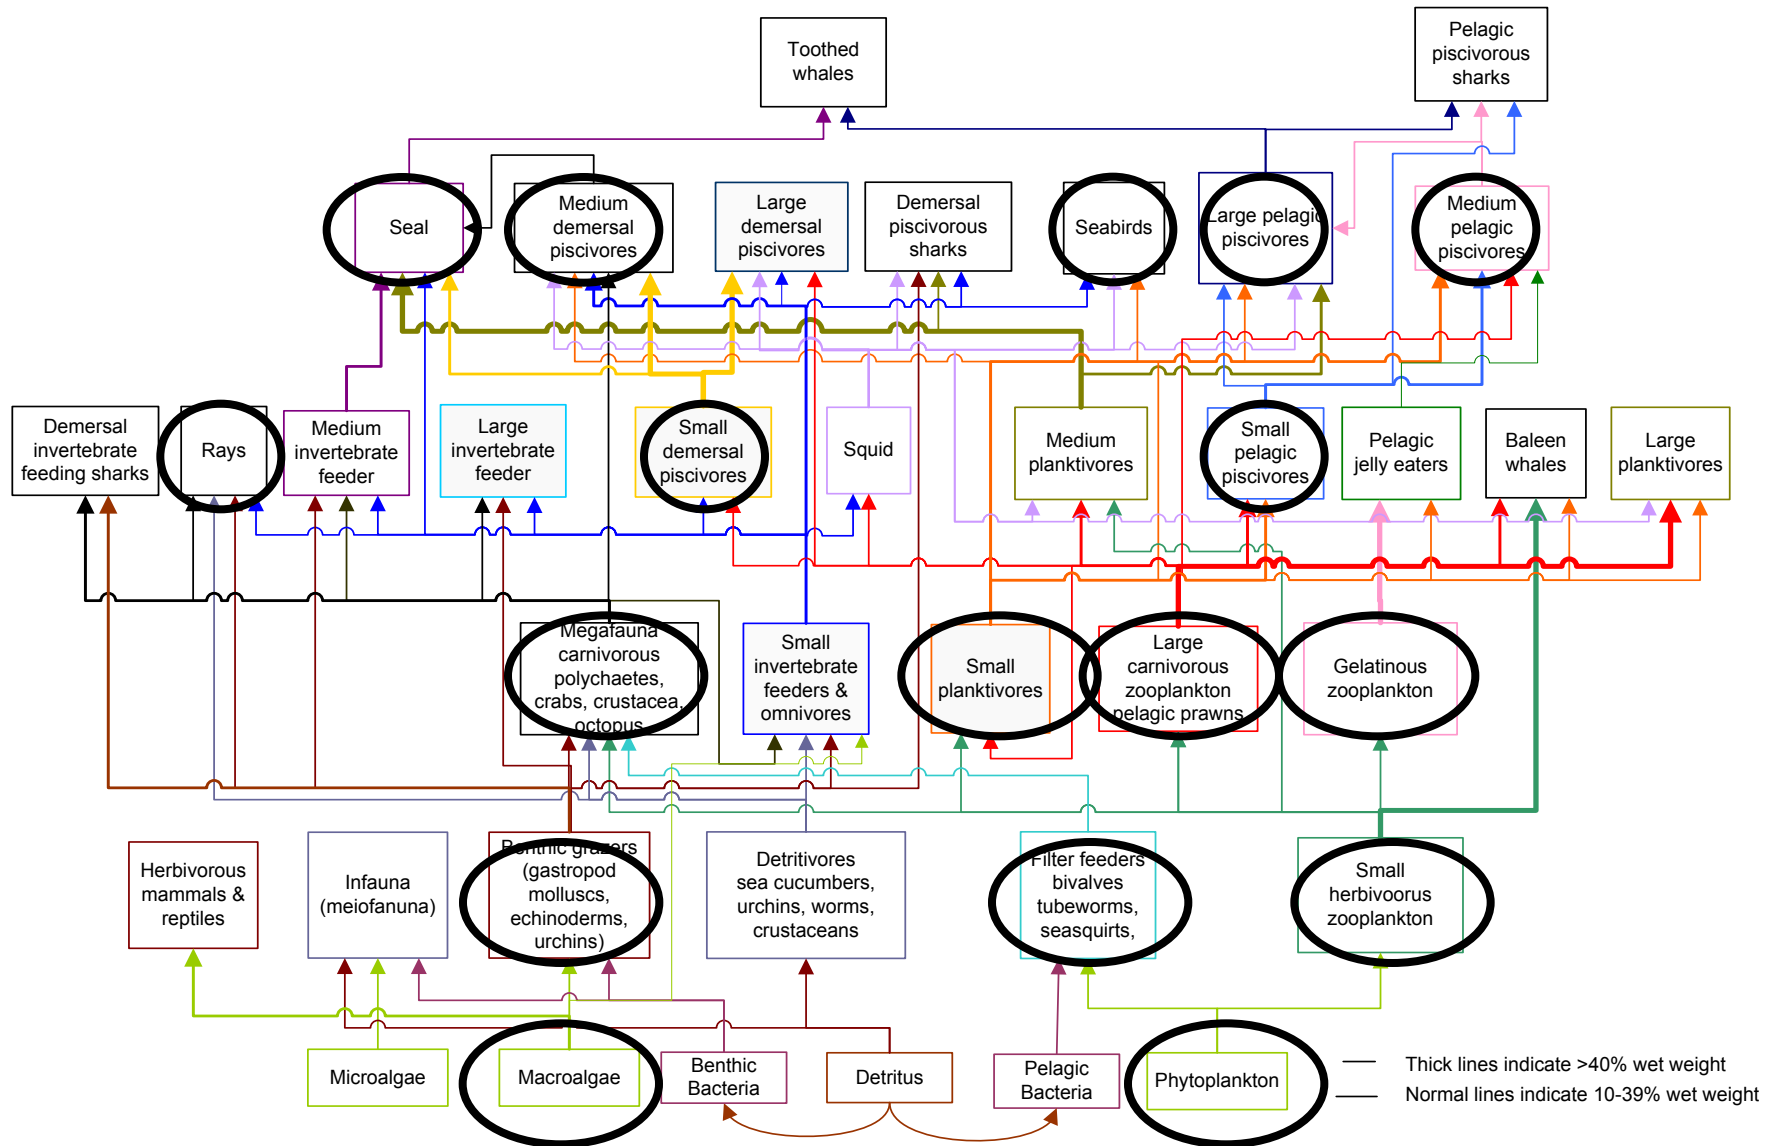 Toothed
whales
Pelagic
piscivorous
sharks
Seal
Medium
demersal
piscivores
Large
demersal
piscivores
Demersal
piscivorous
sharks
Seabirds
Large pelagic
piscivores
Medium
pelagic
piscivores
Demersal
invertebrate
feeding sharks
Rays
Medium
invertebrate
feeder
Large
invertebrate
feeder
Small
demersal
piscivores
Squid
Medium
planktivores
Small
pelagic
piscivores
Pelagic
jelly eaters
Baleen
whales
Large
planktivores
Megafauna
carnivorous
polychaetes,
crabs, crustacea,
octopus
Small
invertebrate
feeders &
omnivores
Small
planktivores
Large
carnivorous
zooplankton
pelagic prawns
Gelatinous
zooplankton
Herbivorous
mammals &
reptiles
Infauna
(meiofanuna)
Benthic grazers
(gastropod
molluscs,
echinoderms,
urchins)
Detritivores
sea cucumbers,
urchins, worms,
crustaceans
Filter feeders
bivalves
tubeworms,
seasquirts,
Small
herbivoorus
zooplankton
Microalgae
Macroalgae
Benthic
Bacteria
Detritus
Pelagic
Bacteria
Phytoplankton
Thick lines indicate >40% wet weight
Normal lines indicate 10-39% wet weight